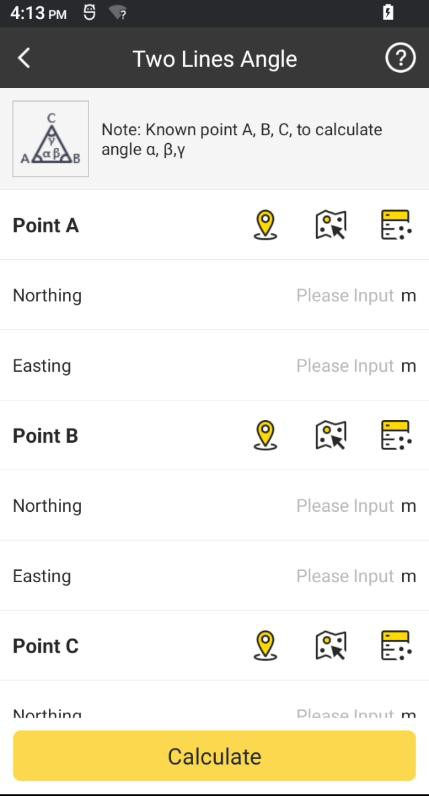 4:13 PM
?
Two Lines Angle
?
C
γ
A α β B
Note: Known point A, B, C, to calculate
angle α, β,γ
Point A
Northing Please Input m
Easting Please Input m
Point B
Northing Please Input m
Easting Please Input m
Point C
Northing Please Input m
Calculate